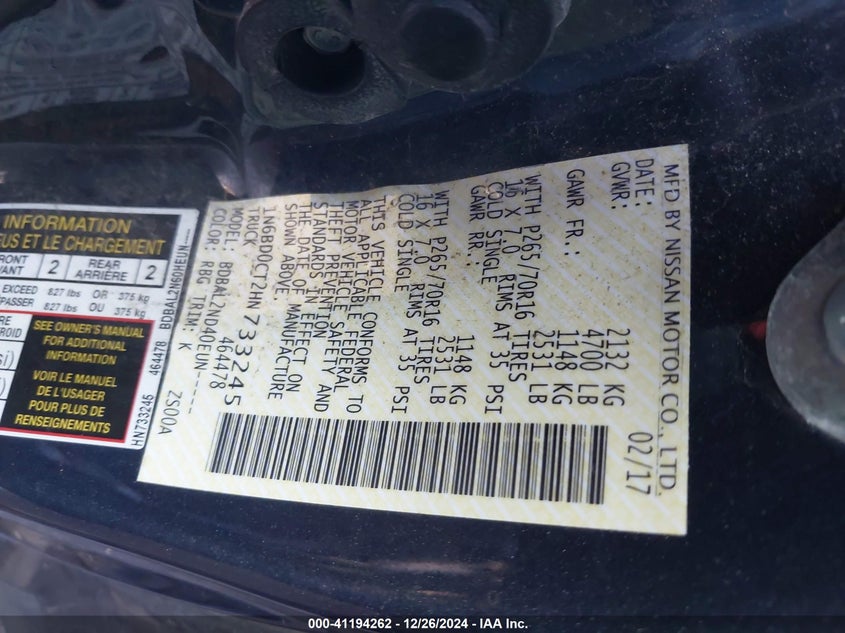 MFD BY NISSAN MOTOR CO., LTD.
DATE: 02/17
GVWR: 2132 KG
4700 LB
GAWR FR.: 1148 KG
2531 LB
WITH P265/70R16 TIRES
16 X 7.0 RIMS AT 35 PSI
COLD SINGLE
GAWR RR.: 1148 KG
2531 LB
WITH P265/70R16 TIRES
16 X 7.0 RIMS AT 35 PSI
COLD SINGLE
THIS VEHICLE CONFORMS TO
ALL APPLICABLE FEDERAL
MOTOR VEHICLE SAFETY AND
THEFT PREVENTION
STANDARDS IN EFFECT ON
THE DATE OF MANUFACTURE
SHOWN ABOVE.
1N6BD0CT2HN733245
TRUCK
MODEL: BDBAL2ND40EUN-----
464478
COLOR: RBG TRIM: K
ZS00A
INFORMATION
EUS ET LE CHARGEMENT
FRONT 2 REAR 2
VANT ARRIÈRE
EXCEED 827 lbs OR 375 kg
PASSER 827 lbs OU 375 kg
SEE OWNER'S MANUAL
FOR ADDITIONAL
INFORMATION
VOIR LE MANUEL
DE L'USAGER
POUR PLUS DE
RENSEIGNEMENTS
HN733245 464478
000-41194262 - 12/26/2024 - IAA Inc.